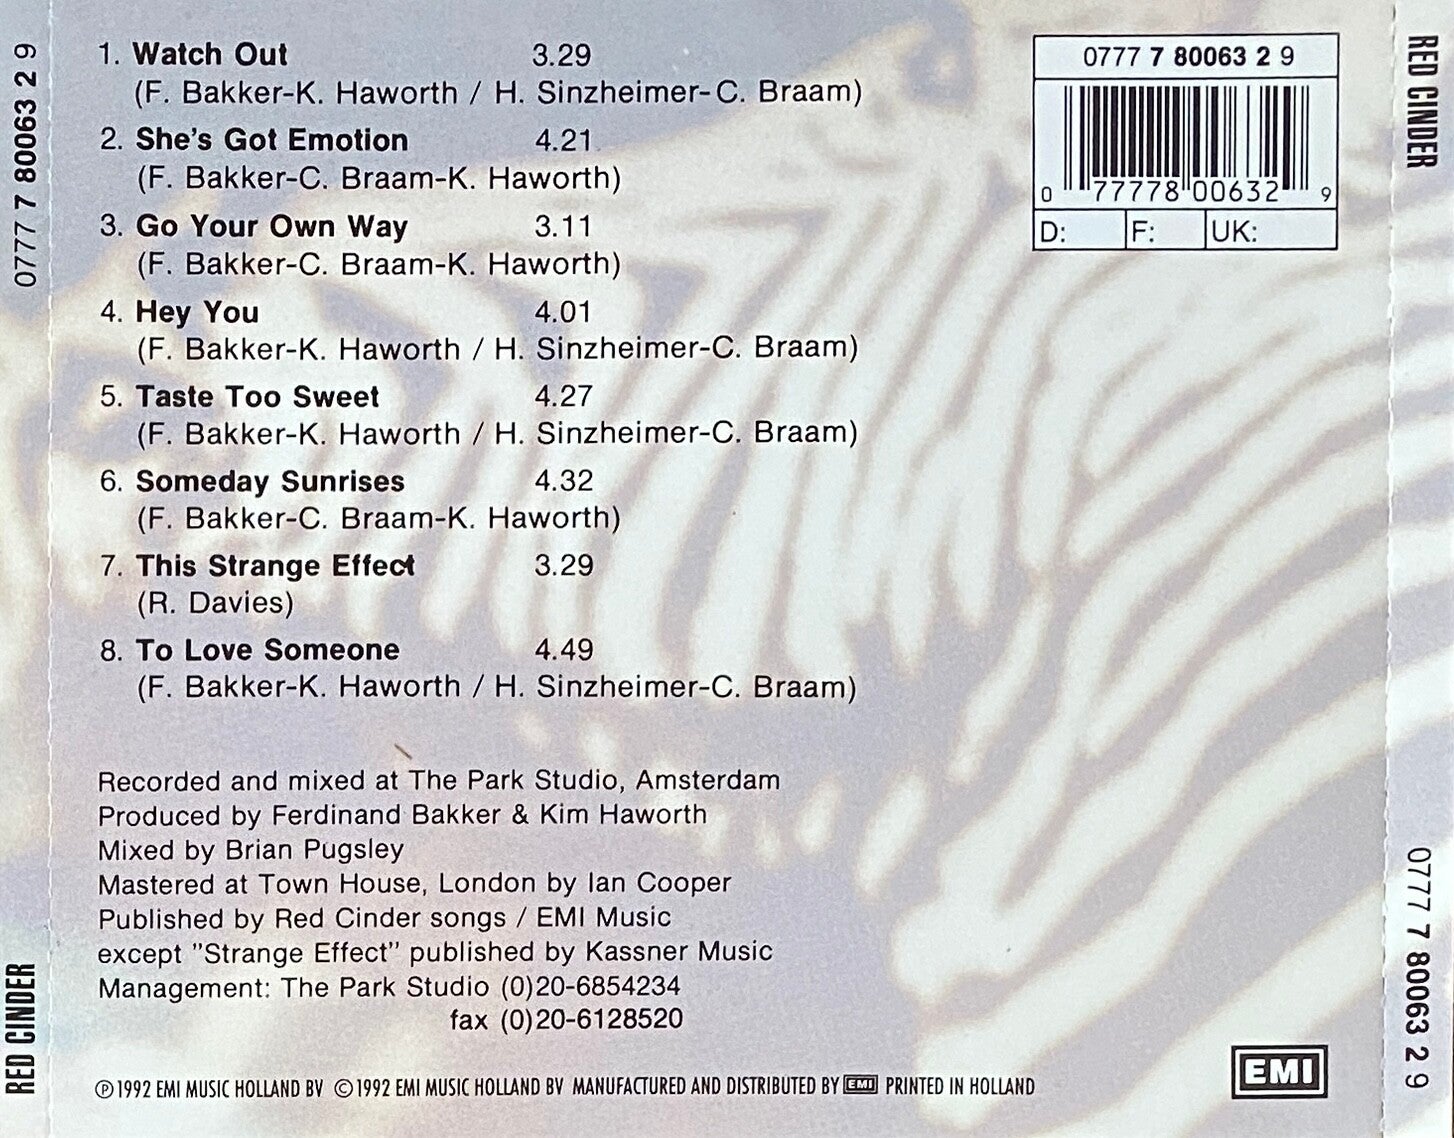 1. Watch Out 3.29
(F. Bakker-K. Haworth / H. Sinzheimer-C. Braam)
2. She's Got Emotion 4.21
(F. Bakker-C. Braam-K. Haworth)
3. Go Your Own Way 3.11
(F. Bakker-C. Braam-K. Haworth)
4. Hey You 4.01
(F. Bakker-K. Haworth / H. Sinzheimer-C. Braam)
5. Taste Too Sweet 4.27
(F. Bakker-K. Haworth / H. Sinzheimer-C. Braam)
6. Someday Sunrises 4.32
(F. Bakker-C. Braam-K. Haworth)
7. This Strange Effect 3.29
(R. Davies)
8. To Love Someone 4.49
(F. Bakker-K. Haworth / H. Sinzheimer-C. Braam)
Recorded and mixed at The Park Studio, Amsterdam
Produced by Ferdinand Bakker & Kim Haworth
Mixed by Brian Pugsley
Mastered at Town House, London by Ian Cooper
Published by Red Cinder songs / EMI Music
except "Strange Effect" published by Kassner Music
Management: The Park Studio (0)20-6854234
fax (0)20-6128520
℗1992 EMI MUSIC HOLLAND BV ©1992 EMI MUSIC HOLLAND BV MANUFACTURED AND DISTRIBUTED BY EMI PRINTED IN HOLLAND
0777 7 80063 2 9
0 77778 00632 9
D: F: UK:
EMI
0777 7 80063 2 9
RED CINDER
RED CINDER
0777 7 80063 2 9